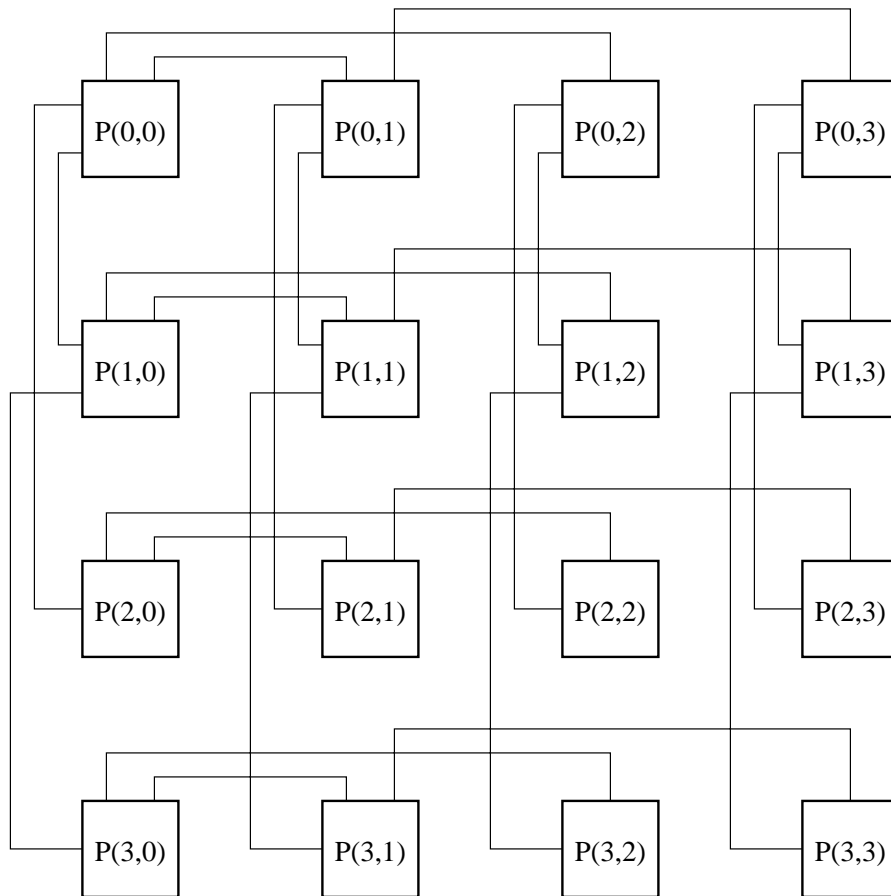 P(0,0) P(0,1) P(0,2) P(0,3)
P(1,0) P(1,1) P(1,2) P(1,3)
P(2,0) P(2,1) P(2,2) P(2,3)
P(3,0) P(3,1) P(3,2) P(3,3)